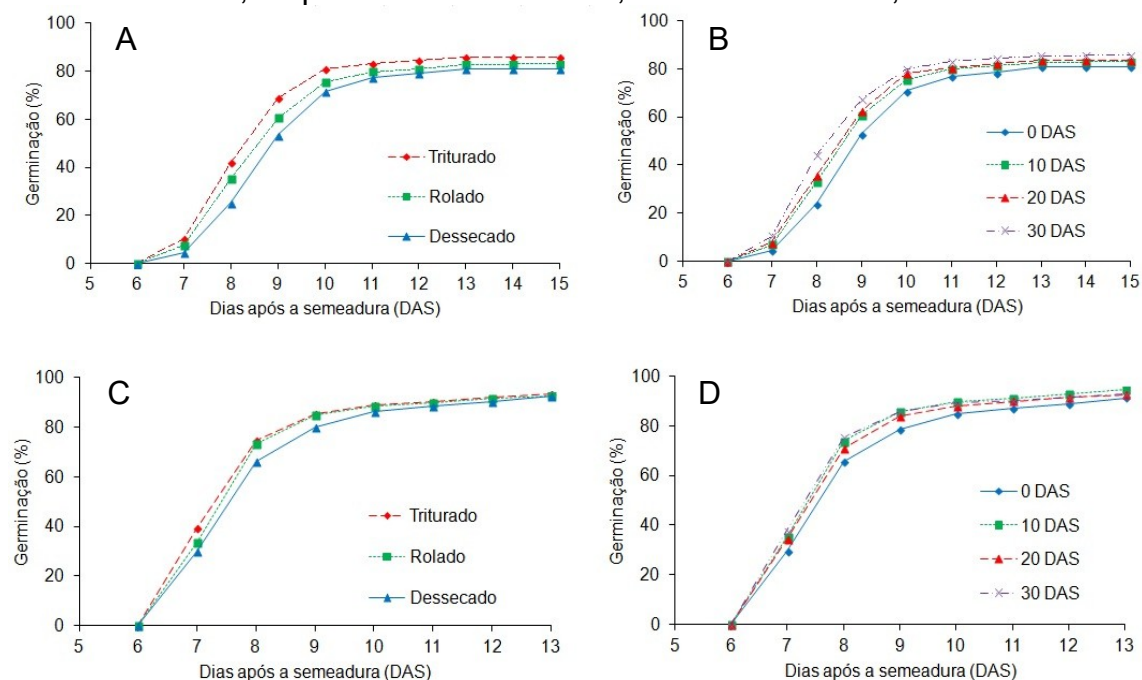 A
100
80
60
40
20
0
Germinação (%)
Triturado
Rolado
Dessecado
5 6 7 8 9 10 11 12 13 14 15
Dias após a semeadura (DAS)
B
100
80
60
40
20
0
Germinação (%)
0 DAS
10 DAS
20 DAS
30 DAS
5 6 7 8 9 10 11 12 13 14 15
Dias após a semeadura (DAS)
C
100
80
60
40
20
0
Germinação (%)
Triturado
Rolado
Dessecado
5 6 7 8 9 10 11 12 13
Dias após a semeadura (DAS)
D
100
80
60
40
20
0
Germinação (%)
0 DAS
10 DAS
20 DAS
30 DAS
5 6 7 8 9 10 11 12 13
Dias após a semeadura (DAS)